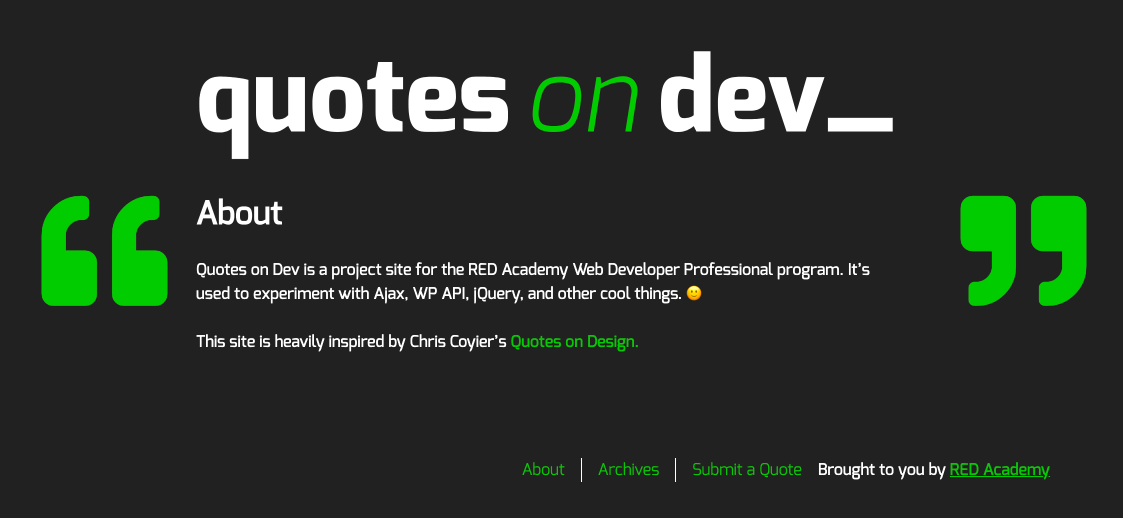 quotes on dev_
About
Quotes on Dev is a project site for the RED Academy Web Developer Professional program. It’s
used to experiment with Ajax, WP API, jQuery, and other cool things. 🙂
This site is heavily inspired by Chris Coyier’s Quotes on Design.
About | Archives | Submit a Quote Brought to you by RED Academy